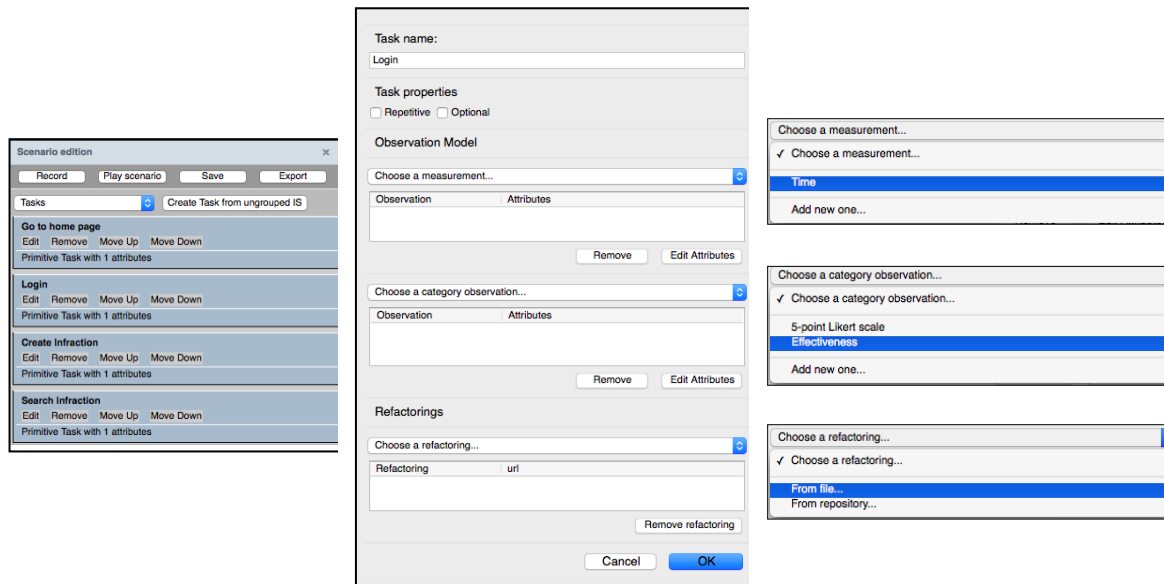 Scenario edition ×
Record Play scenario Save Export
Tasks Create Task from ungrouped IS
Go to home page
Edit Remove Move Up Move Down
Primitive Task with 1 attributes
Login
Edit Remove Move Up Move Down
Primitive Task with 1 attributes
Create Infraction
Edit Remove Move Up Move Down
Primitive Task with 1 attributes
Search Infraction
Edit Remove Move Up Move Down
Primitive Task with 1 attributes
Task name:
Login
Task properties
Repetitive Optional
Observation Model
Choose a measurement...
Observation Attributes
Remove Edit Attributes
Choose a category observation...
Observation Attributes
Remove Edit Attributes
Refactorings
Choose a refactoring...
Refactoring url
Remove refactoring
Cancel OK
Choose a measurement...
✓ Choose a measurement...
Time
Add new one...
Choose a category observation...
✓ Choose a category observation...
5-point Likert scale
Effectiveness
Add new one...
Choose a refactoring...
✓ Choose a refactoring...
From file...
From repository...